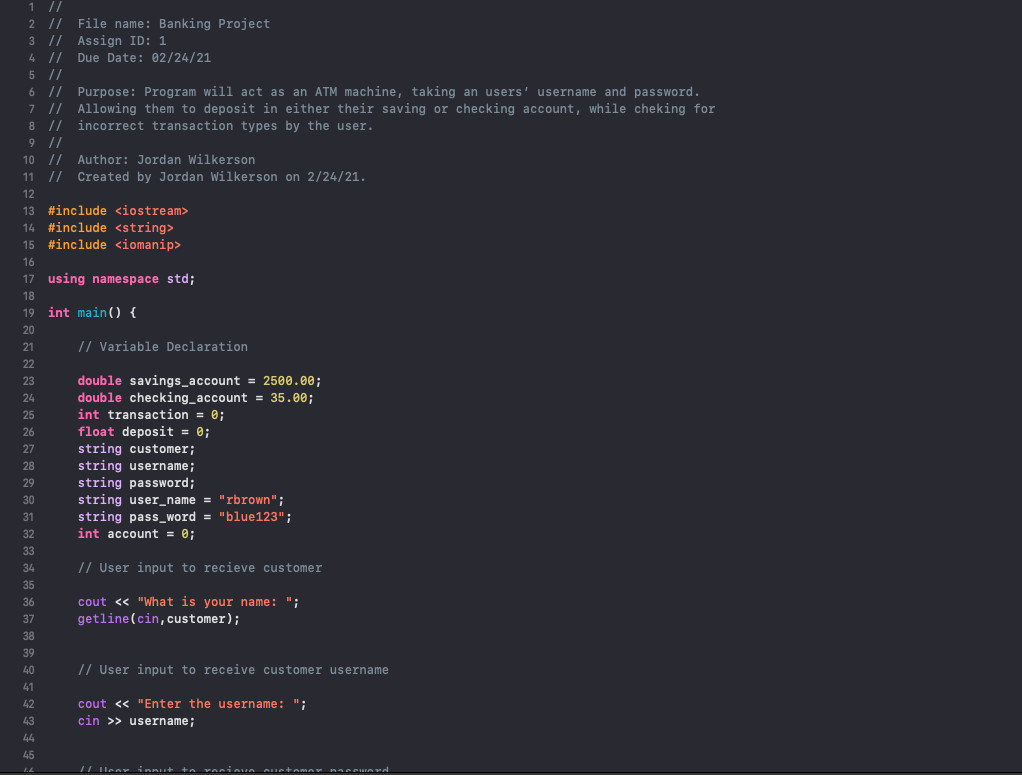 1 //
2 // File name: Banking Project
3 // Assign ID: 1
4 // Due Date: 02/24/21
5 //
6 // Purpose: Program will act as an ATM machine, taking an users’ username and password.
7 // Allowing them to deposit in either their saving or checking account, while cheking for
8 // incorrect transaction types by the user.
9 //
10 // Author: Jordan Wilkerson
11 // Created by Jordan Wilkerson on 2/24/21.
12
13 #include <iostream>
14 #include <string>
15 #include <iomanip>
16
17 using namespace std;
18
19 int main() {
20
21 // Variable Declaration
22
23 double savings_account = 2500.00;
24 double checking_account = 35.00;
25 int transaction = 0;
26 float deposit = 0;
27 string customer;
28 string username;
29 string password;
30 string user_name = "rbrown";
31 string pass_word = "blue123";
32 int account = 0;
33
34 // User input to recieve customer
35
36 cout << "What is your name: ";
37 getline(cin,customer);
38
39
40 // User input to receive customer username
41
42 cout << "Enter the username: ";
43 cin >> username;
44
45
46 // User input to recieve customer password